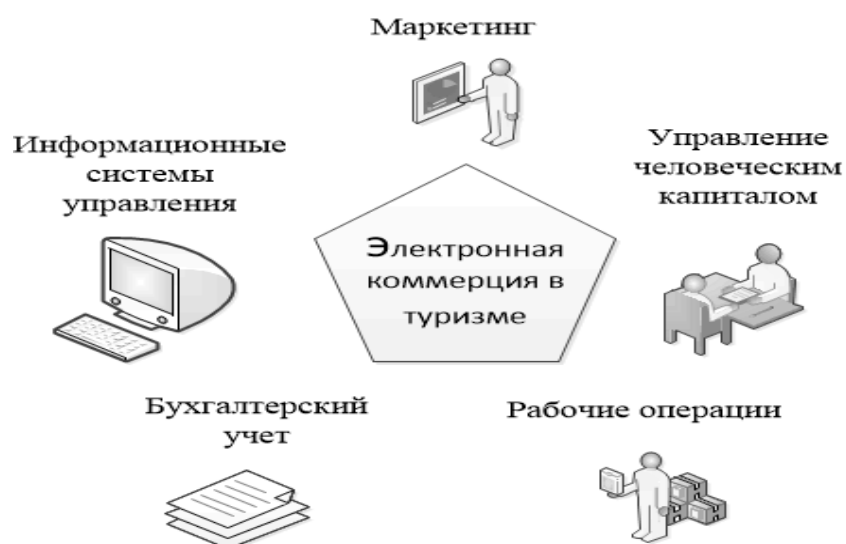 Маркетинг
Информационные
системы
управления
Управление
человеческим
капиталом
Электронная
коммерция в
туризме
Бухгалтерский
учет
Рабочие операции